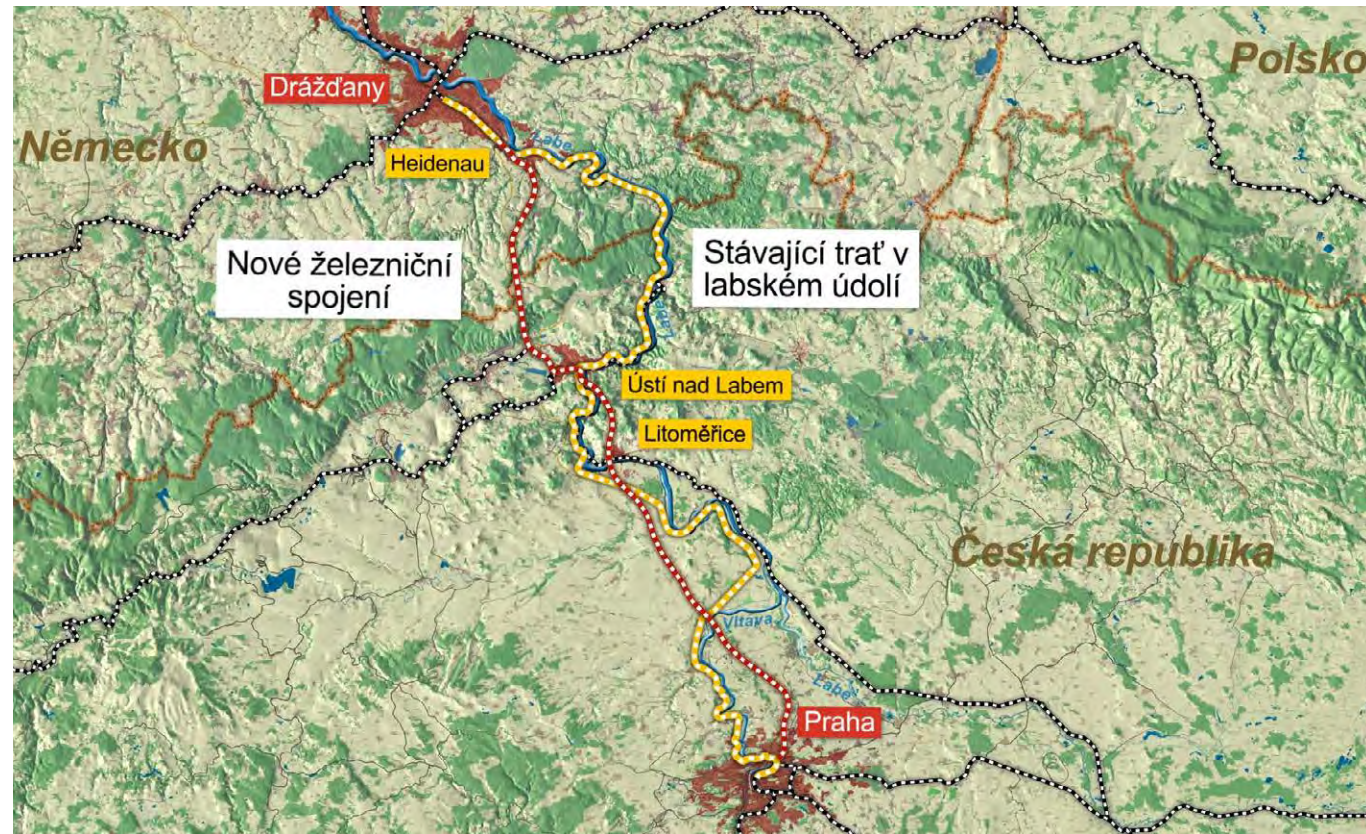 Polsko
Drážďany
Německo
Labe
Heidenau
Nové železniční
spojení
Stávající trať v
labském údolí
Labe
Ústí nad Labem
Litoměřice
Česká republika
Vltava
Labe
Praha